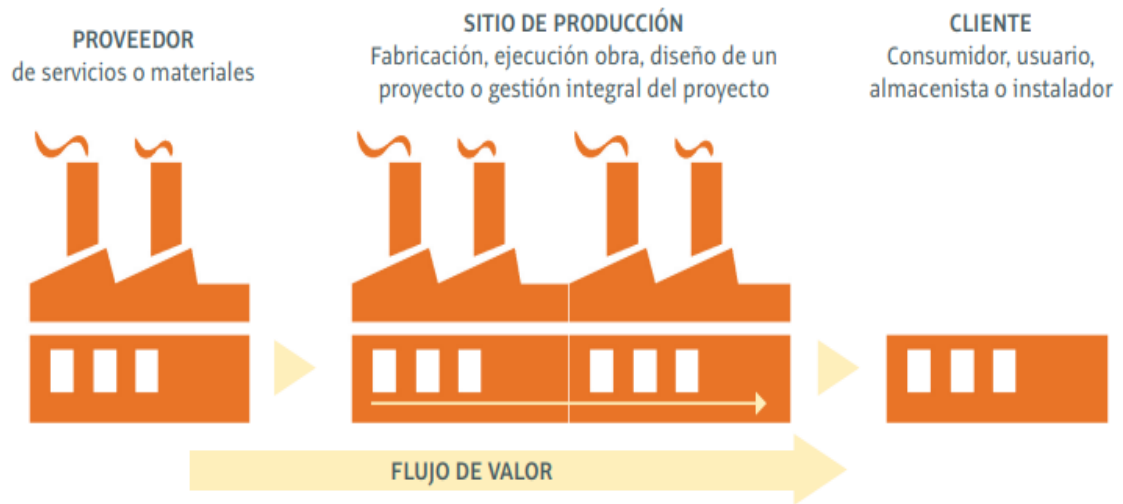 PROVEEDOR
de servicios o materiales
SITIO DE PRODUCCIÓN
Fabricación, ejecución obra, diseño de un
proyecto o gestión integral del proyecto
CLIENTE
Consumidor, usuario,
almacenista o instalador
FLUJO DE VALOR